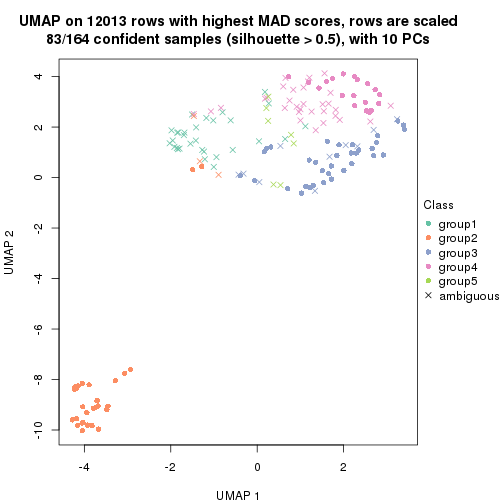 UMAP on 12013 rows with highest MAD scores, rows are scaled
83/164 confident samples (silhouette > 0.5), with 10 PCs
4
2
0
-2
-4
-6
-8
-10
UMAP 2
-4
-2
0
2
UMAP 1
Class
group1
group2
group3
group4
group5
ambiguous